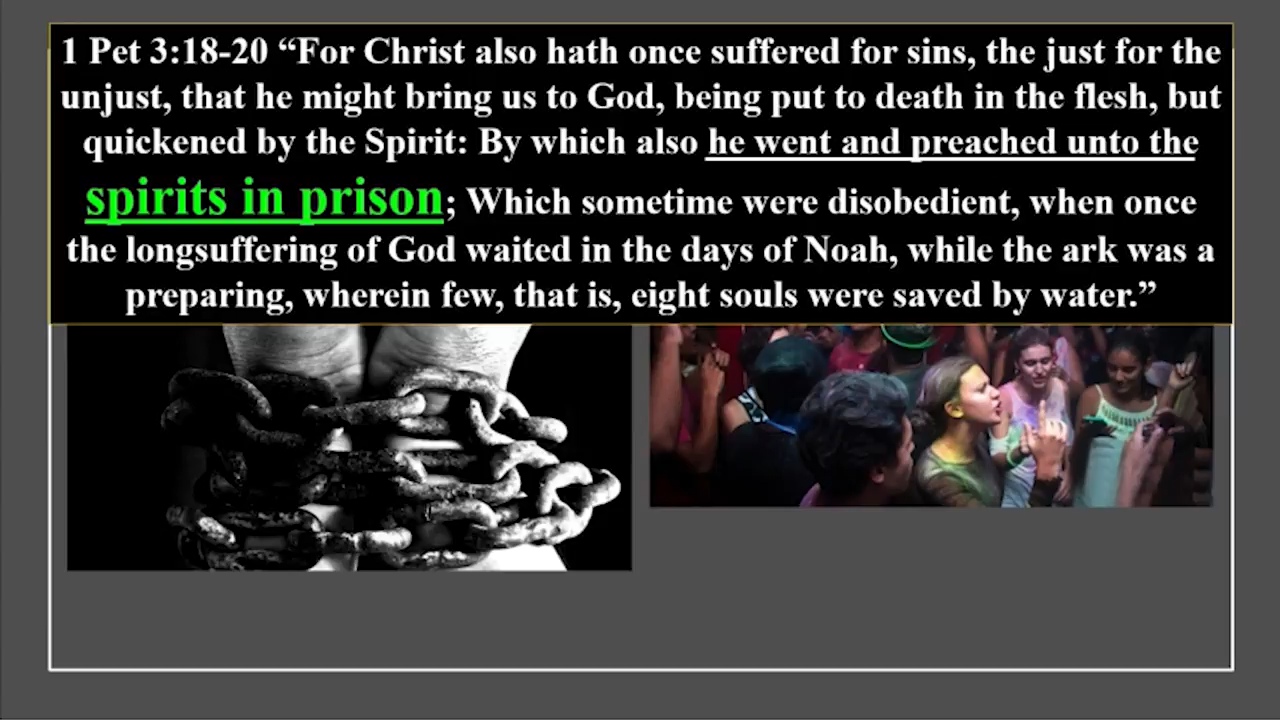 1 Pet 3:18-20 “For Christ also hath once suffered for sins, the just for the
unjust, that he might bring us to God, being put to death in the flesh, but
quickened by the Spirit: By which also he went and preached unto the
spirits in prison; Which sometime were disobedient, when once
the longsuffering of God waited in the days of Noah, while the ark was a
preparing, wherein few, that is, eight souls were saved by water.”